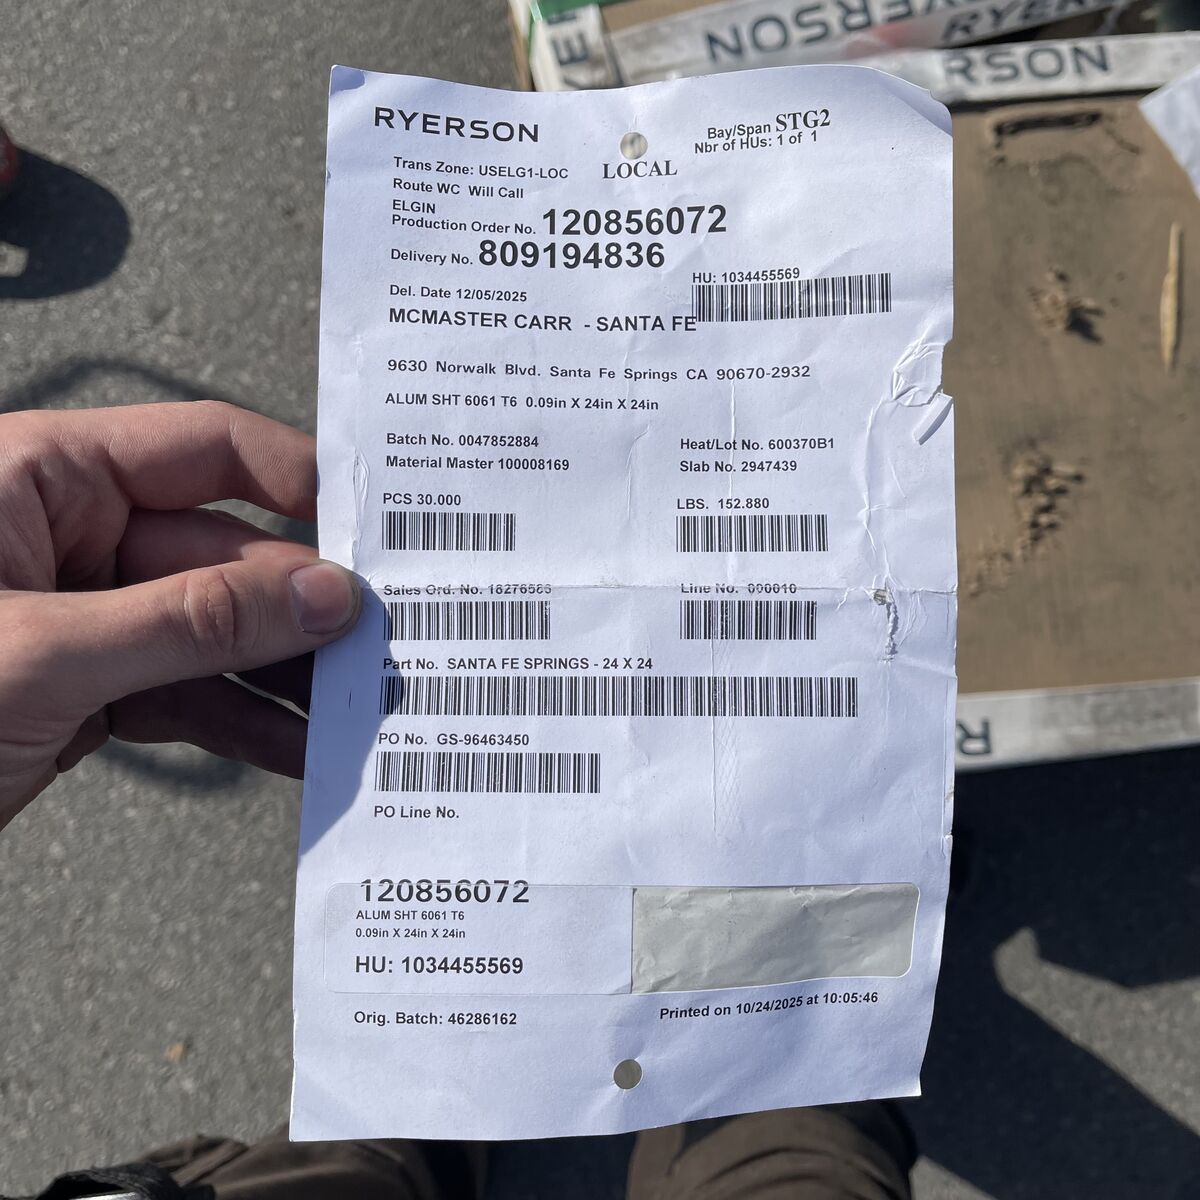 RYERSON
RYERSON
RSON
RYERSON
Bay/Span STG2
Nbr of HUs: 1 of 1
Trans Zone: USELG1-LOC
LOCAL
Route WC Will Call
ELGIN
Production Order No. 120856072
Delivery No. 809194836
HU: 1034455569
Del. Date 12/05/2025
MCMASTER CARR - SANTA FE
9630 Norwalk Blvd. Santa Fe Springs CA 90670-2932
ALUM SHT 6061 T6 0.09in X 24in X 24in
Batch No. 0047852884
Heat/Lot No. 600370B1
Material Master 100008169
Slab No. 2947439
PCS 30.000
LBS. 152.880
Sales Ord. No. 18276586
Line No. 000010
Part No. SANTA FE SPRINGS - 24 X 24
PO No. GS-96463450
PO Line No.
120856072
ALUM SHT 6061 T6
0.09in X 24in X 24in
HU: 1034455569
Orig. Batch: 46286162
Printed on 10/24/2025 at 10:05:46